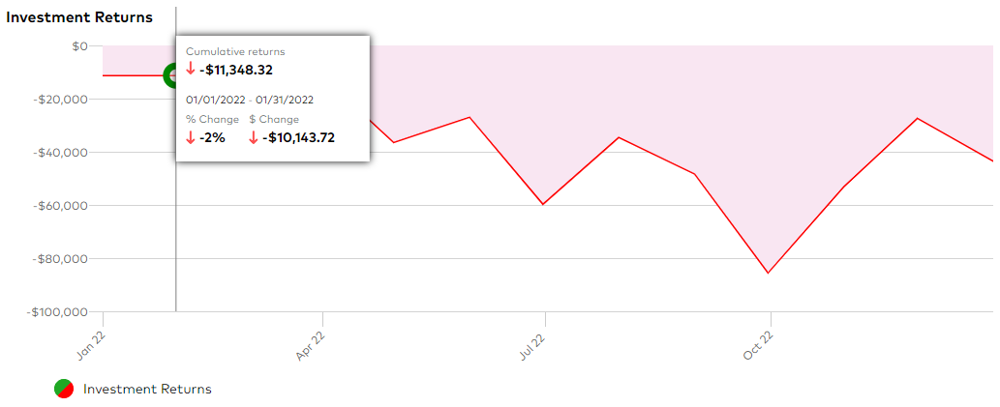 Investment Returns
$0
-$20,000
-$40,000
-$60,000
-$80,000
-$100,000
Cumulative returns
-$11,348.32
01/01/2022 - 01/31/2022
% Change $ Change
-2% -$10,143.72
Jan 22 Apr 22 Jul 22 Oct 22
Investment Returns